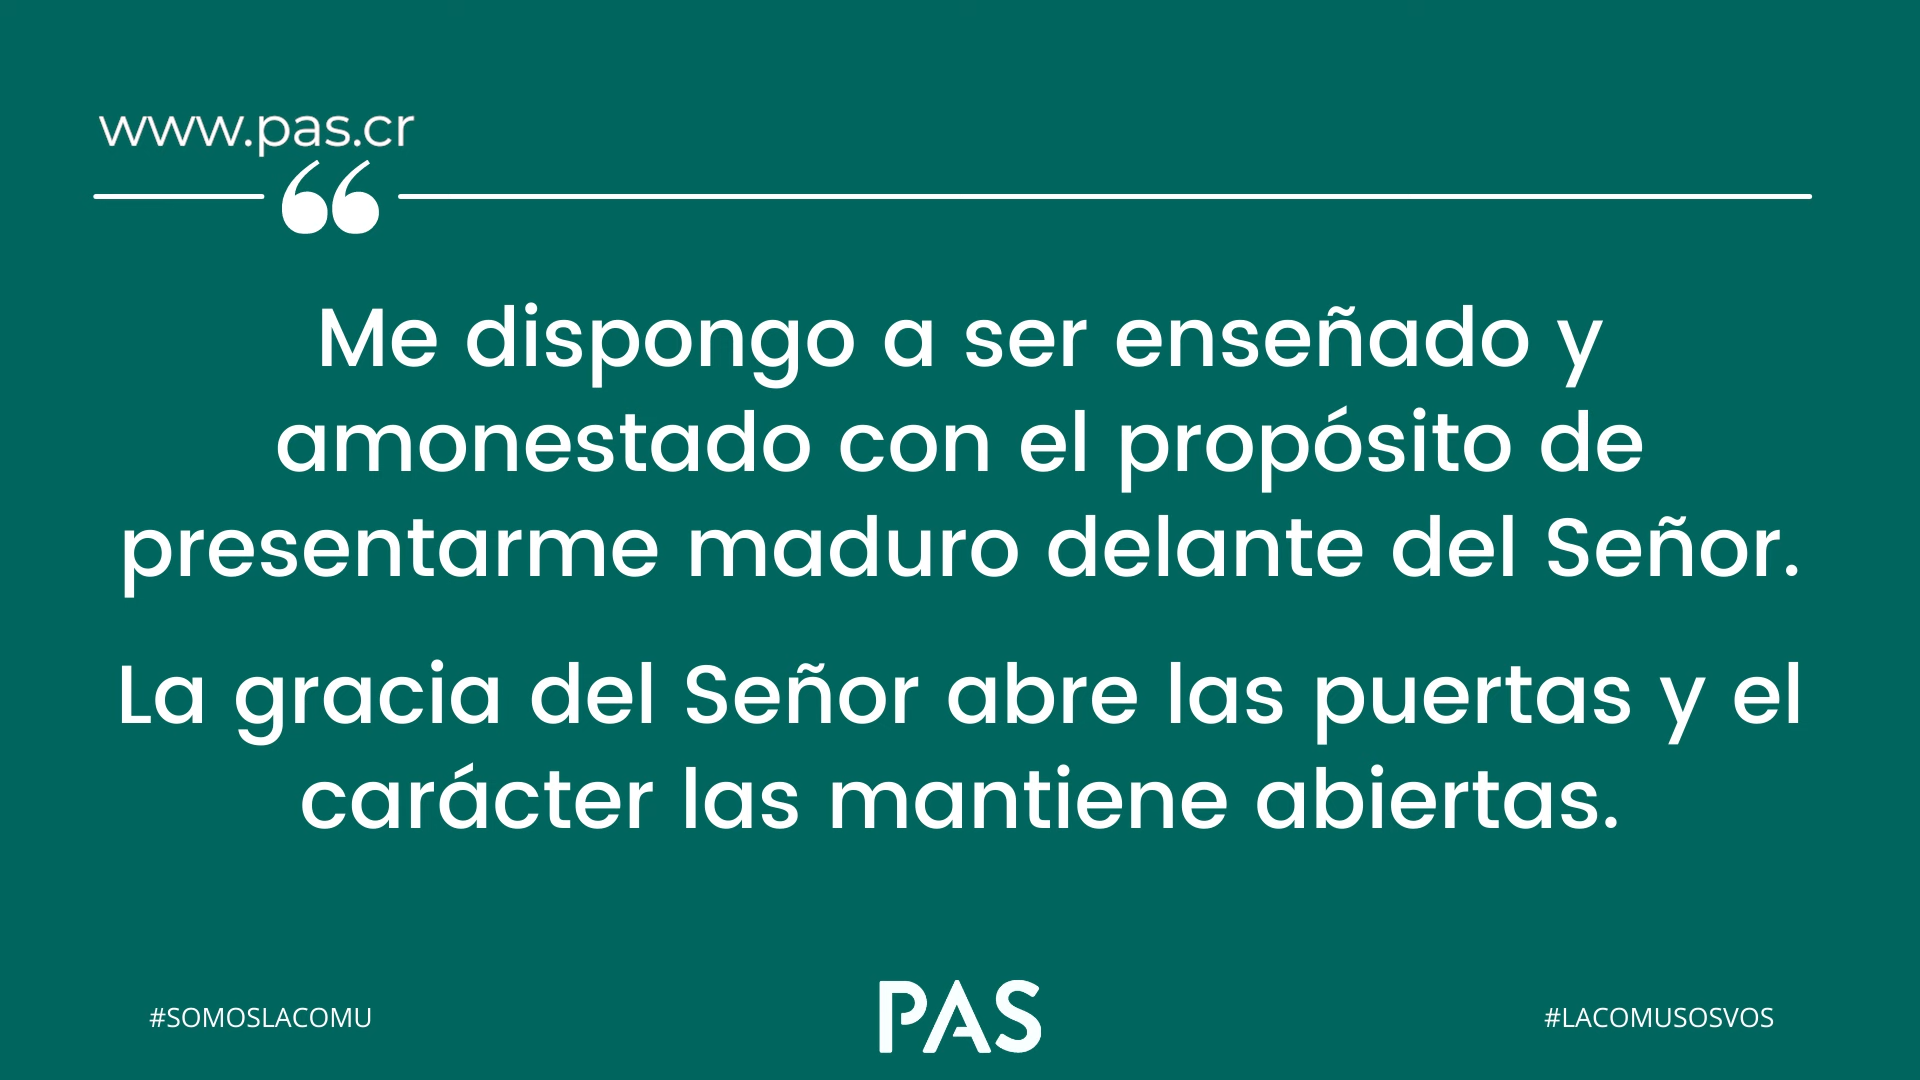 www.pas.cr
“
Me dispongo a ser enseñado y
amonestado con el propósito de
presentarme maduro delante del Señor.
La gracia del Señor abre las puertas y el
carácter las mantiene abiertas.
#SOMOSLACOMU
PAS
#LACOMUSOSVOS